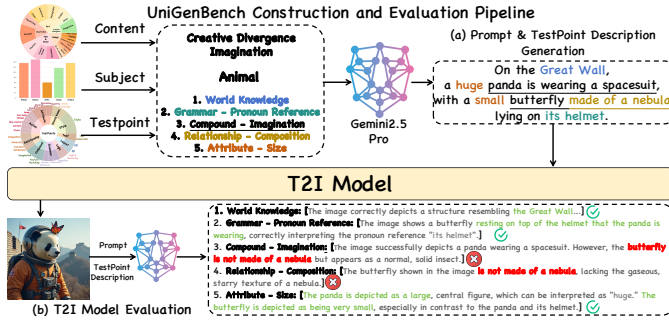 UniGenBench Construction and Evaluation Pipeline
Content
Subject
Testpoint
Creative Divergence
Imagination
Animal
1. World Knowledge
2. Grammar - Pronoun Reference
3. Compound - Imagination
4. Relationship - Composition
5. Attribute - Size
Gemini2.5
Pro
(a) Prompt & TestPoint Description
Generation
On the Great Wall,
a huge panda is wearing a spacesuit,
with a small butterfly made of a nebula
lying on its helmet.
T2I Model
Prompt
TestPoint
Description
(b) T2I Model Evaluation
1. World Knowledge: [The image correctly depicts a structure resembling the Great Wall...]
2. Grammar - Pronoun Reference: [The image shows a butterfly resting on top of the helmet that the panda is
wearing, correctly interpreting the pronoun reference "its helmet".]
3. Compound - Imagination: [The image successfully depicts a panda wearing a spacesuit. However, the butterfly
is not made of a nebula but appears as a normal, solid insect.]
4. Relationship - Composition: [The butterfly shown in the image is not made of a nebula, lacking the gaseous,
starry texture of a nebula.]
5. Attribute - Size: [The panda is depicted as a large, central figure, which can be interpreted as "huge." The
butterfly is depicted as being very small, especially in contrast to the panda and its helmet.]